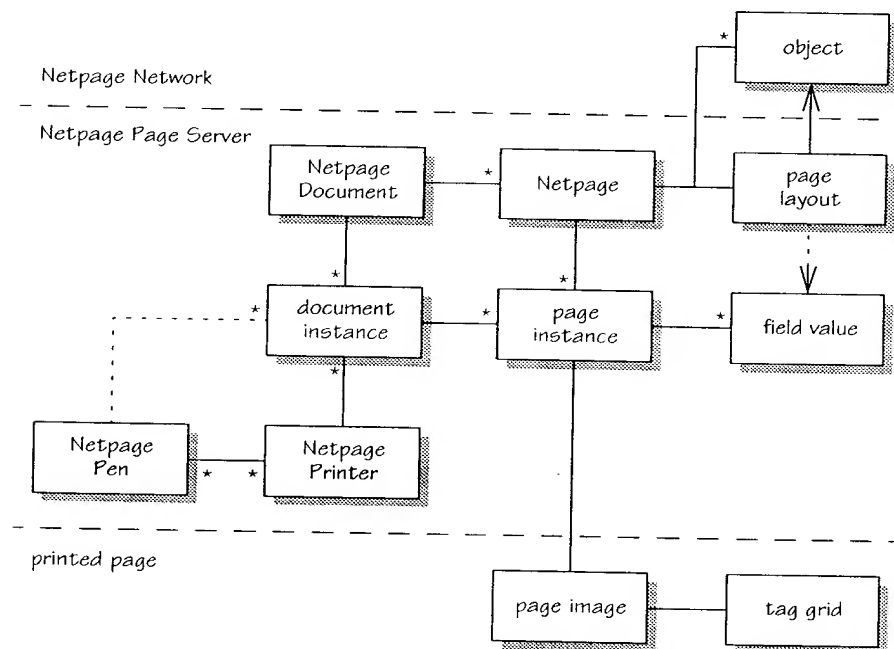 object
Netpage Network
Netpage Page Server
Netpage
Document
Netpage
page
layout
document
instance
page
instance
field value
Netpage
Pen
Netpage
Printer
printed page
page image
tag grid